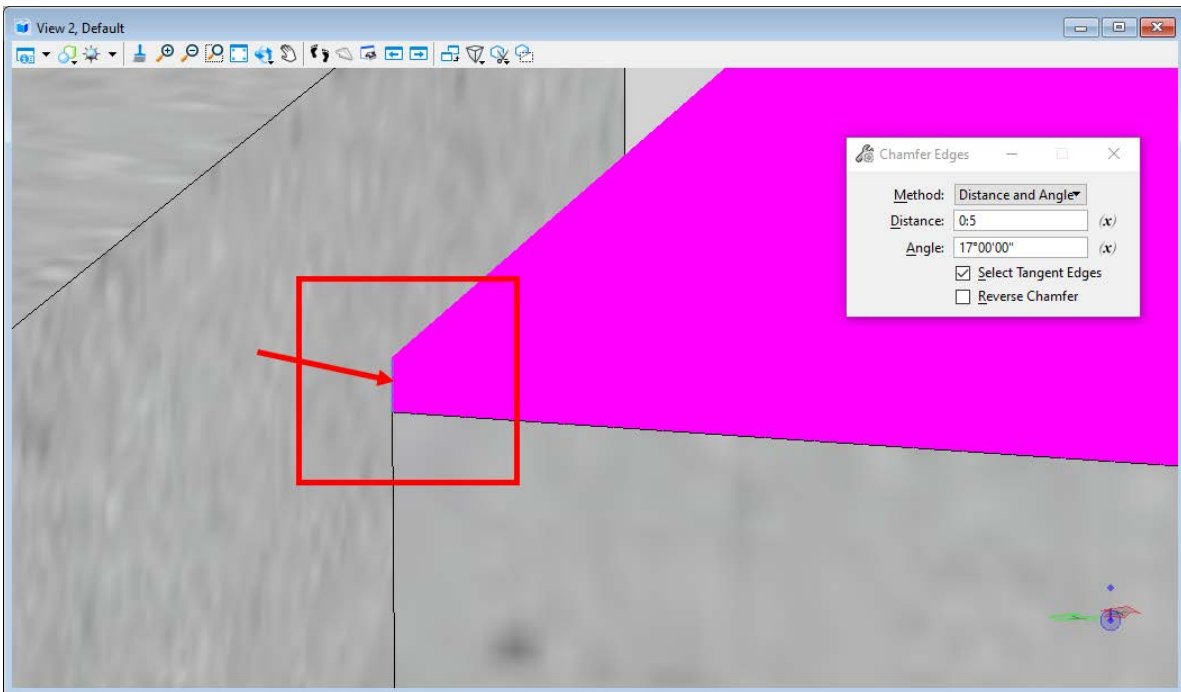 View 2, Default
Chamfer Edges
Method: Distance and Angle
Distance: 0:5 (x)
Angle: 17°00'00" (x)
Select Tangent Edges
Reverse Chamfer